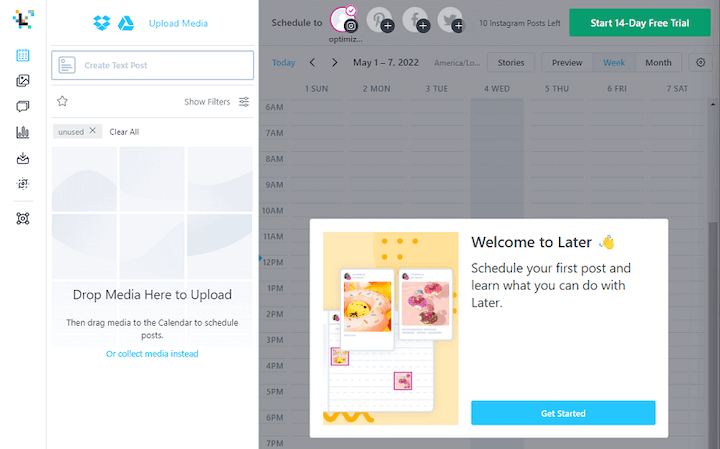 Upload Media
Create Text Post
Show Filters
unused
Clear All
Drop Media Here to Upload
Then drag media to the Calendar to schedule
posts.
Or collect media instead
Schedule to
optimiz...
10 Instagram Posts Left
Start 14-Day Free Trial
Today
May 1 – 7, 2022
America/Lo...
Stories
Preview
Week
Month
1 SUN
2 MON
3 TUE
4 WED
5 THU
6 FRI
7 SAT
6AM
7AM
8AM
9AM
10AM
11AM
12PM
1PM
2PM
3PM
4PM
5PM
6PM
7PM
Welcome to Later 👋
Schedule your first post and
learn what you can do with
Later.
Get Started